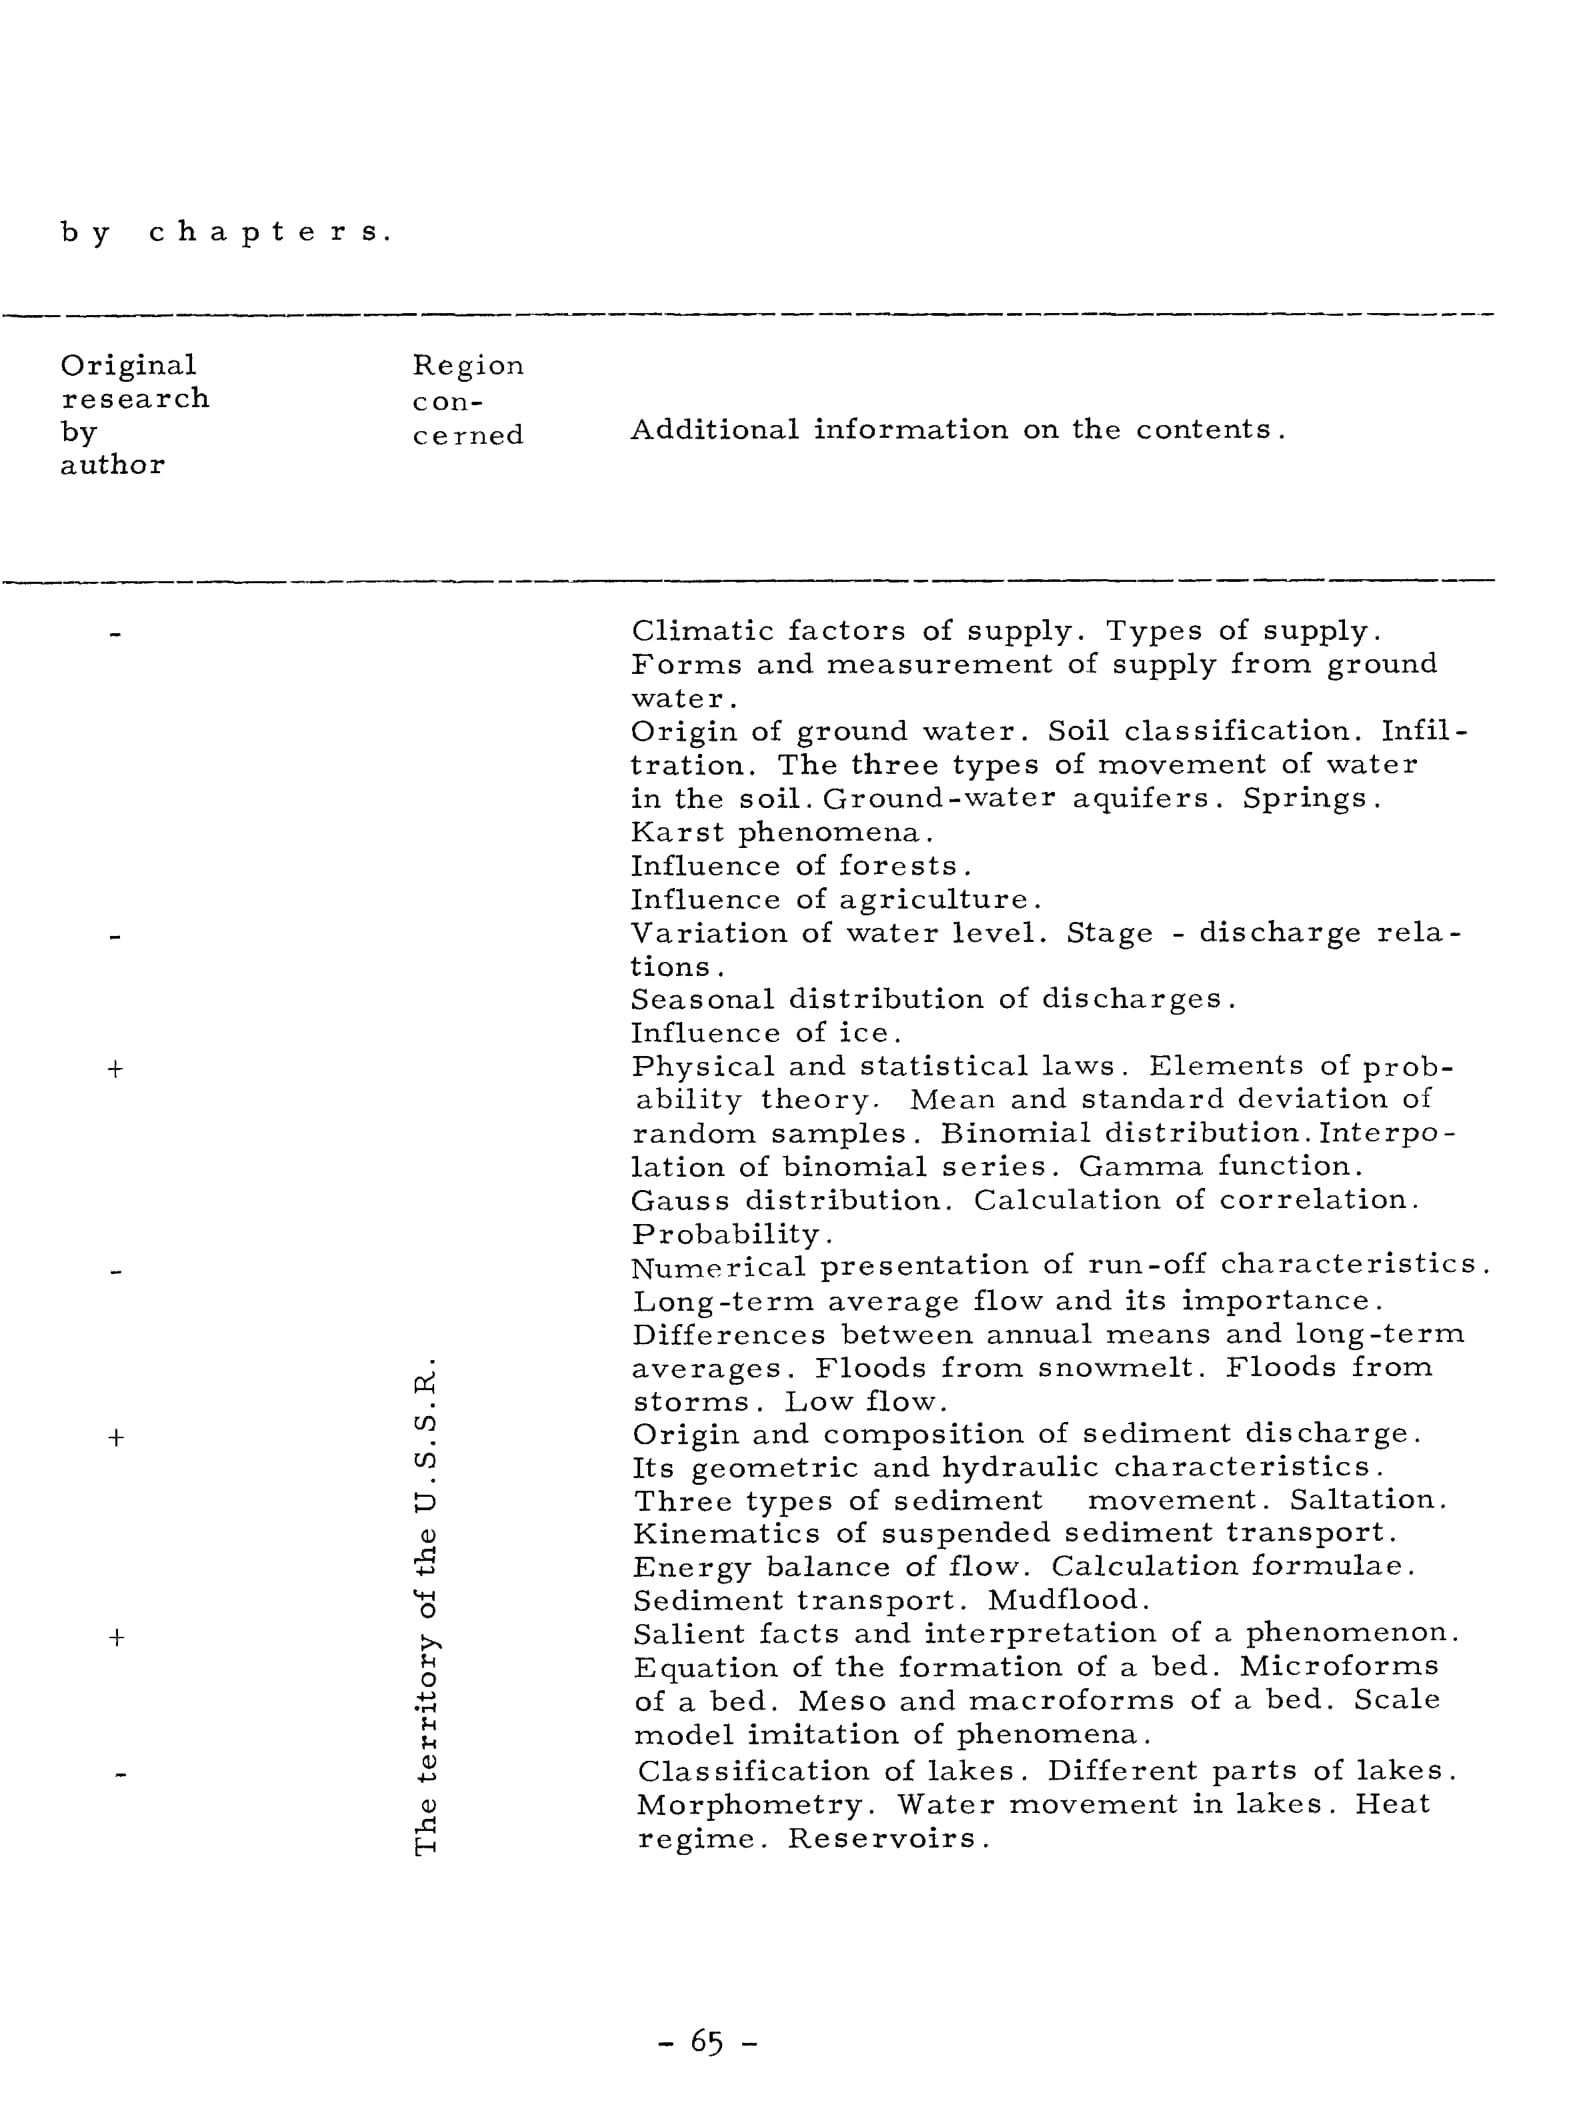 by chapters.
Original
research
by
author
Region
con-
cerned
Additional information on the contents.
- Climatic factors of supply. Types of supply.
Forms and measurement of supply from ground
water.
Origin of ground water. Soil classification. Infil-
tration. The three types of movement of water
in the soil. Ground-water aquifers. Springs.
Karst phenomena.
Influence of forests.
Influence of agriculture.
- Variation of water level. Stage - discharge rela-
tions.
Seasonal distribution of discharges.
Influence of ice.
+ Physical and statistical laws. Elements of prob-
ability theory. Mean and standard deviation of
random samples. Binomial distribution. Interpo-
lation of binomial series. Gamma function.
Gauss distribution. Calculation of correlation.
Probability.
- Numerical presentation of run-off characteristics.
Long-term average flow and its importance.
Differences between annual means and long-term
averages. Floods from snowmelt. Floods from
storms. Low flow.
+ Origin and composition of sediment discharge.
Its geometric and hydraulic characteristics.
Three types of sediment movement. Saltation.
Kinematics of suspended sediment transport.
Energy balance of flow. Calculation formulae.
Sediment transport. Mudflood.
+ Salient facts and interpretation of a phenomenon.
Equation of the formation of a bed. Microforms
of a bed. Meso and macroforms of a bed. Scale
model imitation of phenomena.
- Classification of lakes. Different parts of lakes.
Morphometry. Water movement in lakes. Heat
regime. Reservoirs.
The territory of the U.S.S.R.
- 65 -